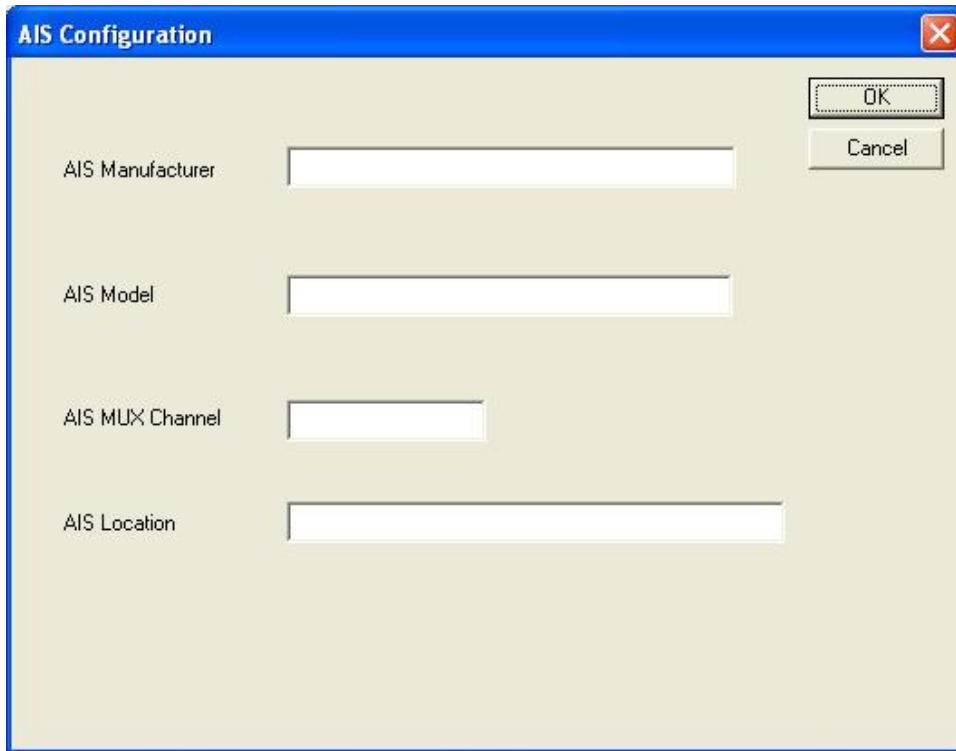 AIS Configuration
OK
Cancel
AIS Manufacturer
AIS Model
AIS MUX Channel
AIS Location